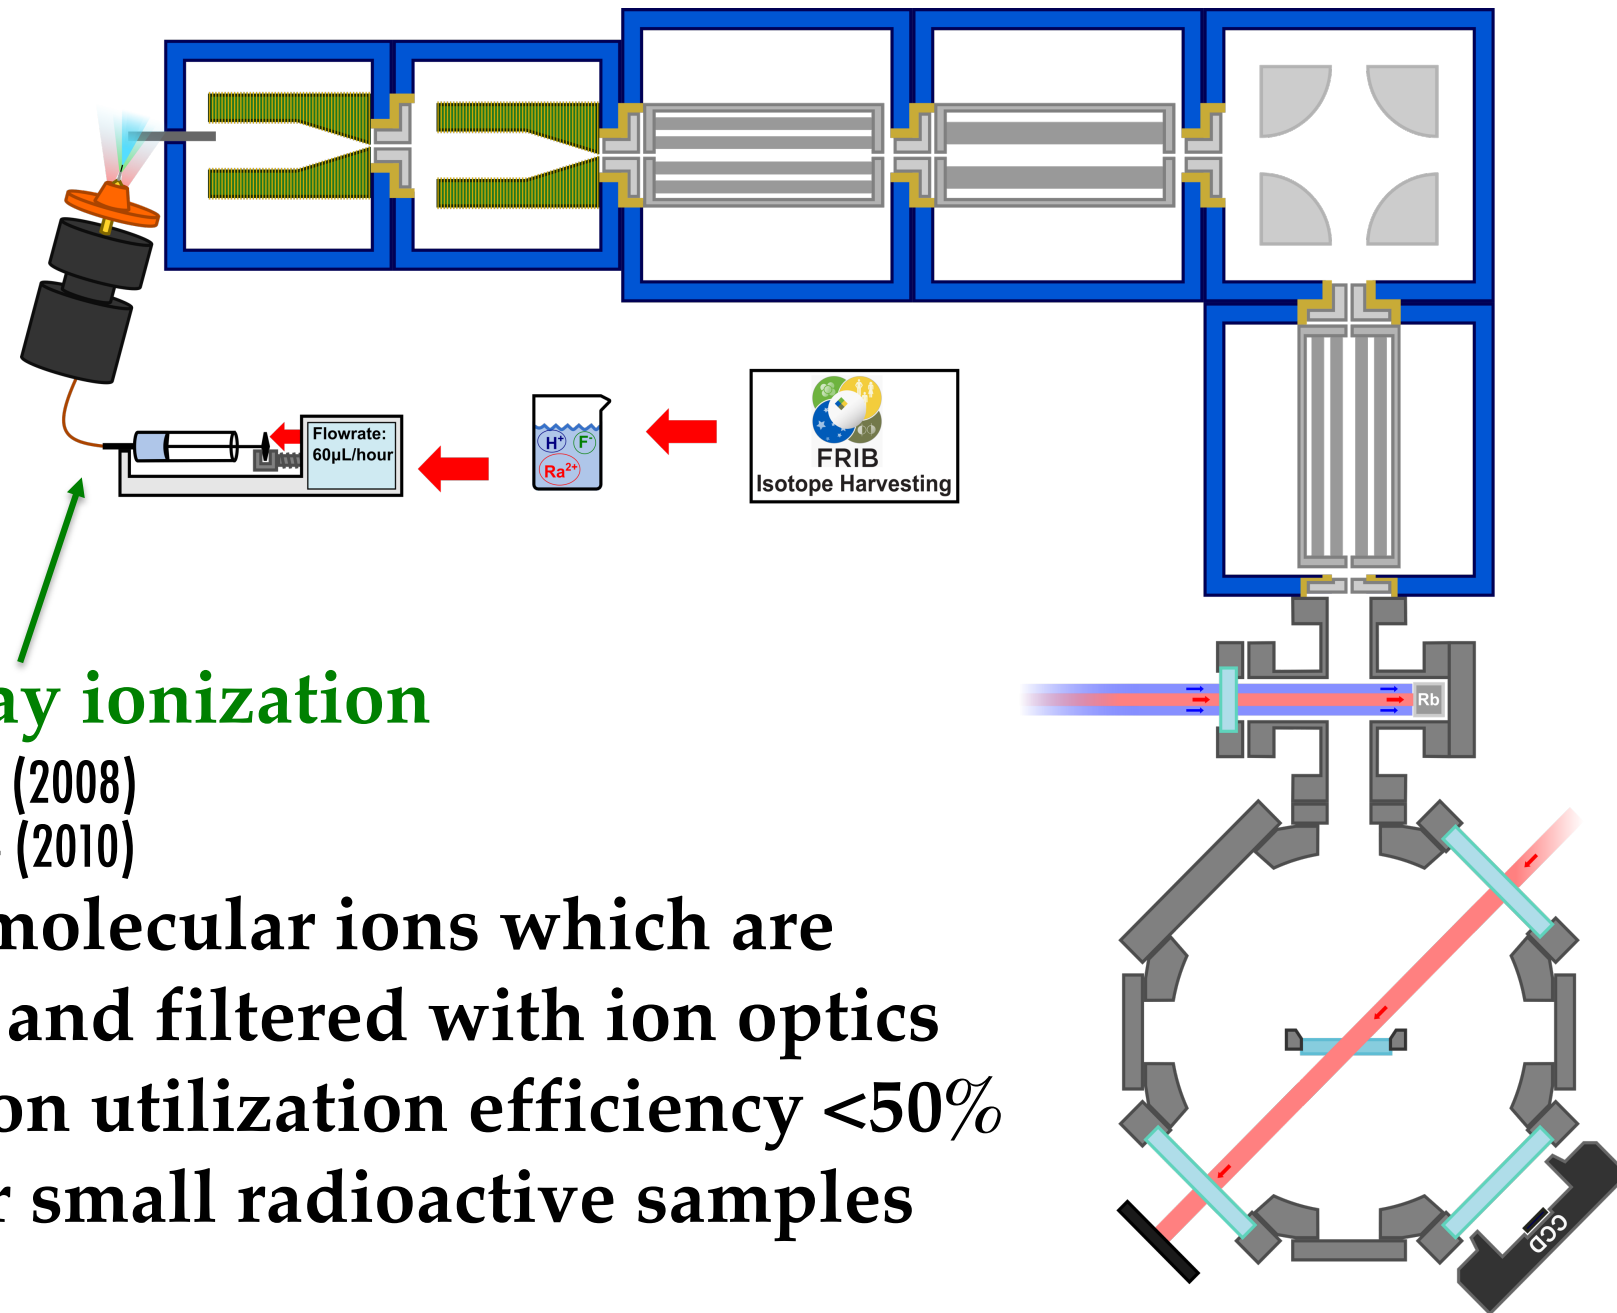 Flowrate:
60µL/hour
H⁺ F⁻
Ra²⁺
FRIB
Isotope Harvesting
Rb
ay ionization
(2008)
(2010)
molecular ions which are
and filtered with ion optics
on utilization efficiency <50%
r small radioactive samples
CCD